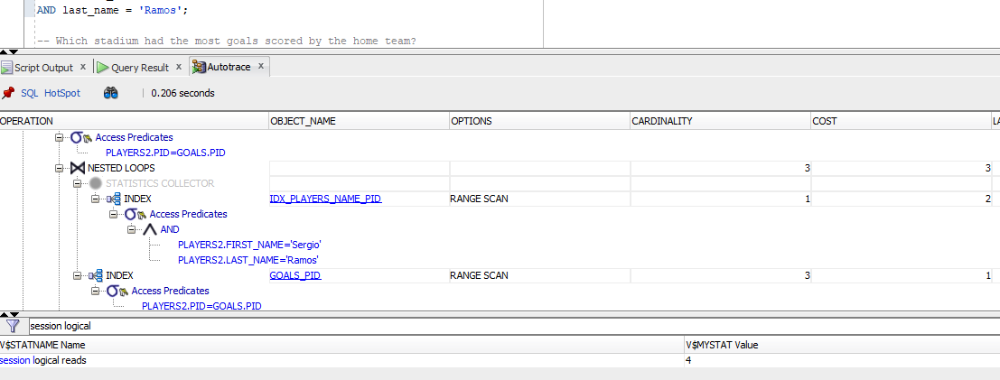 AND last_name = 'Ramos';
-- Which stadium had the most goals scored by the home team?
Script Output x Query Result x Autotrace x
SQL HotSpot 0.206 seconds
OPERATION OBJECT_NAME OPTIONS CARDINALITY COST LA
Access Predicates
PLAYERS2.PID=GOALS.PID
NESTED LOOPS 3 3
STATISTICS COLLECTOR
INDEX IDX_PLAYERS_NAME_PID RANGE SCAN 1 2
Access Predicates
AND
PLAYERS2.FIRST_NAME='Sergio'
PLAYERS2.LAST_NAME='Ramos'
INDEX GOALS_PID RANGE SCAN 3 1
Access Predicates
PLAYERS2.PID=GOALS.PID
session logical
V$STATNAME Name V$MYSTAT Value
session logical reads 4